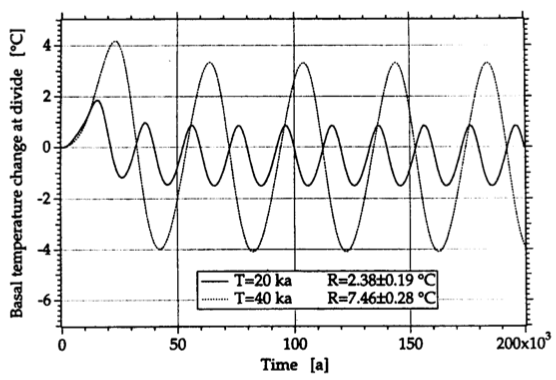 Basal temperature change at divide [°C]
4
2
0
-2
-4
-6
T=20 ka R=2.38±0.19 °C
T=40 ka R=7.46±0.28 °C
0 50 100 150 200x10³
Time [a]